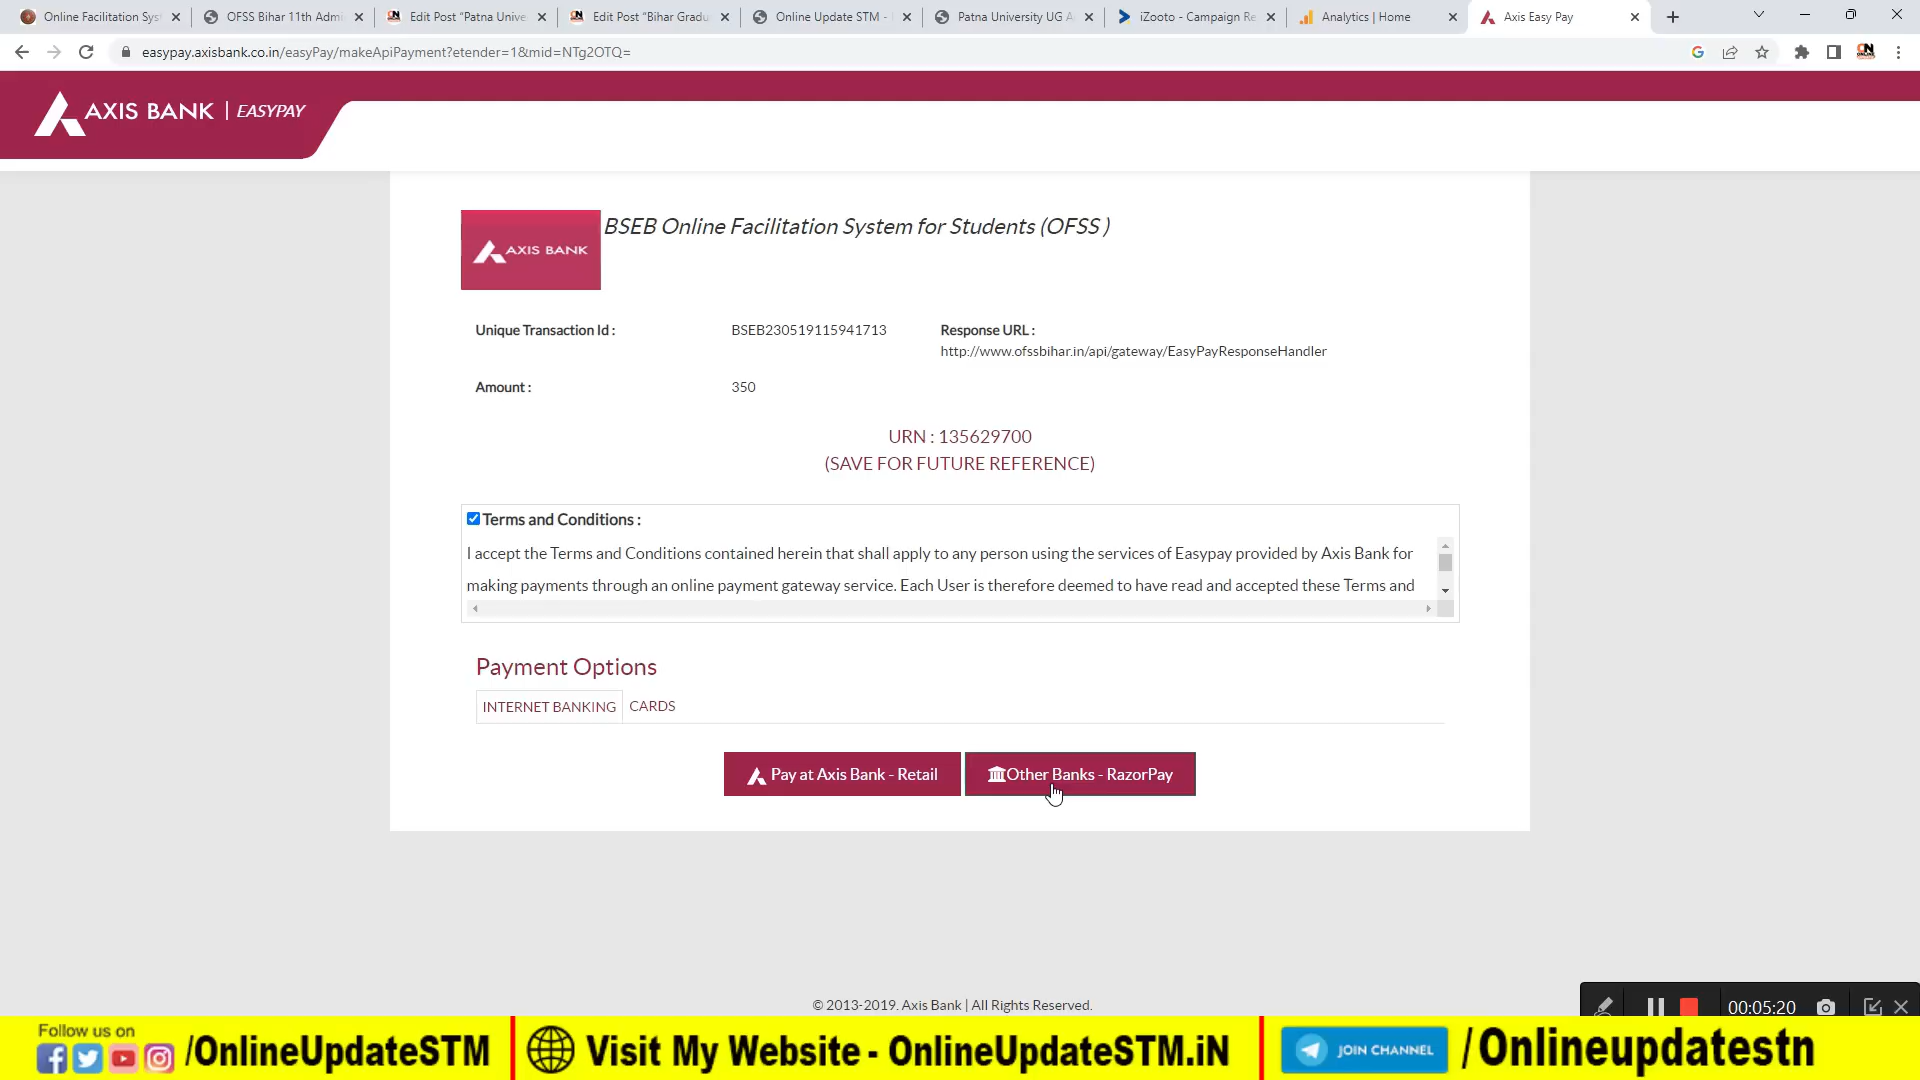 Online Facilitation Sys
OFSS Bihar 11th Admi
Edit Post "Patna Unive
Edit Post "Bihar Gradu
Online Update STM -
Patna University UG A
iZooto - Campaign Re
Analytics | Home
Axis Easy Pay
easypay.axisbank.co.in/easyPay/makeApiPayment?etender=1&mid=NTg2OTQ=
AXIS BANK | EASYPAY
AXIS BANK
BSEB Online Facilitation System for Students (OFSS )
Unique Transaction Id :
BSEB230519115941713
Response URL :
http://www.ofssbihar.in/api/gateway/EasyPayResponseHandler
Amount :
350
URN : 135629700
(SAVE FOR FUTURE REFERENCE)
Terms and Conditions :
I accept the Terms and Conditions contained herein that shall apply to any person using the services of Easypay provided by Axis Bank for
making payments through an online payment gateway service. Each User is therefore deemed to have read and accepted these Terms and
Payment Options
INTERNET BANKING
CARDS
Pay at Axis Bank - Retail
Other Banks - RazorPay
© 2013-2019. Axis Bank | All Rights Reserved.
00:05:20
Follow us on
/OnlineUpdateSTM
Visit My Website - OnlineUpdateSTM.iN
JOIN CHANNEL
/Onlineupdatestn